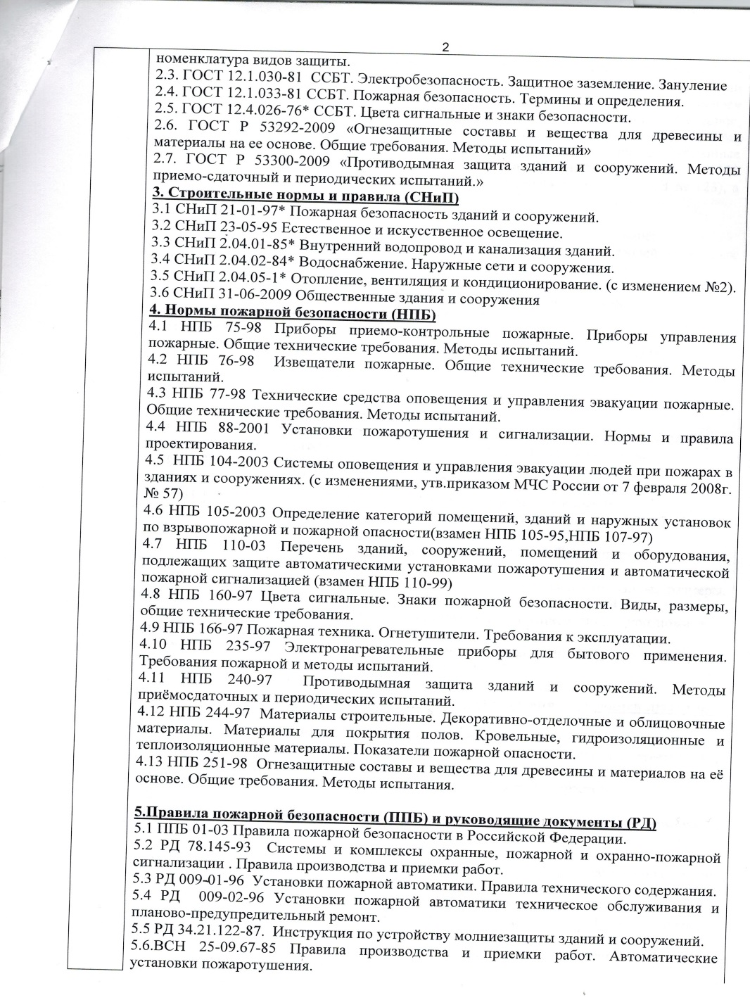 2
номенклатура видов защиты.
2.3. ГОСТ 12.1.030-81 ССБТ. Электробезопасность. Защитное заземление. Зануление
2.4. ГОСТ 12.1.033-81 ССБТ. Пожарная безопасность. Термины и определения.
2.5. ГОСТ 12.4.026-76* ССБТ. Цвета сигнальные и знаки безопасности.
2.6. ГОСТ Р 53292-2009 «Огнезащитные составы и вещества для древесины и
материалы на ее основе. Общие требования. Методы испытаний»
2.7. ГОСТ Р 53300-2009 «Противодымная защита зданий и сооружений. Методы
приемо-сдаточный и периодических испытаний.»
3. Строительные нормы и правила (СНиП)
3.1 СНиП 21-01-97* Пожарная безопасность зданий и сооружений.
3.2 СНиП 23-05-95 Естественное и искусственное освещение.
3.3 СНиП 2.04.01-85* Внутренний водопровод и канализация зданий.
3.4 СНиП 2.04.02-84* Водоснабжение. Наружные сети и сооружения.
3.5 СНиП 2.04.05-1* Отопление, вентиляция и кондиционирование. (с изменением №2).
3.6 СНиП 31-06-2009 Общественные здания и сооружения
4. Нормы пожарной безопасности (НПБ)
4.1 НПБ 75-98 Приборы приемо-контрольные пожарные. Приборы управления
пожарные. Общие технические требования. Методы испытаний.
4.2 НПБ 76-98 Извещатели пожарные. Общие технические требования. Методы
испытаний.
4.3 НПБ 77-98 Технические средства оповещения и управления эвакуации пожарные.
Общие технические требования. Методы испытаний.
4.4 НПБ 88-2001 Установки пожаротушения и сигнализации. Нормы и правила
проектирования.
4.5 НПБ 104-2003 Системы оповещения и управления эвакуации людей при пожарах в
зданиях и сооружениях. (с изменениями, утв.приказом МЧС России от 7 февраля 2008г.
№ 57)
4.6 НПБ 105-2003 Определение категорий помещений, зданий и наружных установок
по взрывопожарной и пожарной опасности(взамен НПБ 105-95,НПБ 107-97)
4.7 НПБ 110-03 Перечень зданий, сооружений, помещений и оборудования,
подлежащих защите автоматическими установками пожаротушения и автоматической
пожарной сигнализацией (взамен НПБ 110-99)
4.8 НПБ 160-97 Цвета сигнальные. Знаки пожарной безопасности. Виды, размеры,
общие технические требования.
4.9 НПБ 166-97 Пожарная техника. Огнетушители. Требования к эксплуатации.
4.10 НПБ 235-97 Электронагревательные приборы для бытового применения.
Требования пожарной и методы испытаний.
4.11 НПБ 240-97 Противодымная защита зданий и сооружений. Методы
приёмосдаточных и периодических испытаний.
4.12 НПБ 244-97 Материалы строительные. Декоративно-отделочные и облицовочные
материалы. Материалы для покрытия полов. Кровельные, гидроизоляционные и
теплоизоляционные материалы. Показатели пожарной опасности.
4.13 НПБ 251-98 Огнезащитные составы и вещества для древесины и материалов на её
основе. Общие требования. Методы испытания.
5.Правила пожарной безопасности (ППБ) и руководящие документы (РД)
5.1 ППБ 01-03 Правила пожарной безопасности в Российской Федерации.
5.2 РД 78.145-93 Системы и комплексы охранные, пожарной и охранно-пожарной
сигнализации . Правила производства и приемки работ.
5.3 РД 009-01-96 Установки пожарной автоматики. Правила технического содержания.
5.4 РД 009-02-96 Установки пожарной автоматики техническое обслуживания и
планово-предупредительный ремонт.
5.5 РД 34.21.122-87. Инструкция по устройству молниезащиты зданий и сооружений.
5.6.ВСН 25-09.67-85 Правила производства и приемки работ. Автоматические
установки пожаротушения.